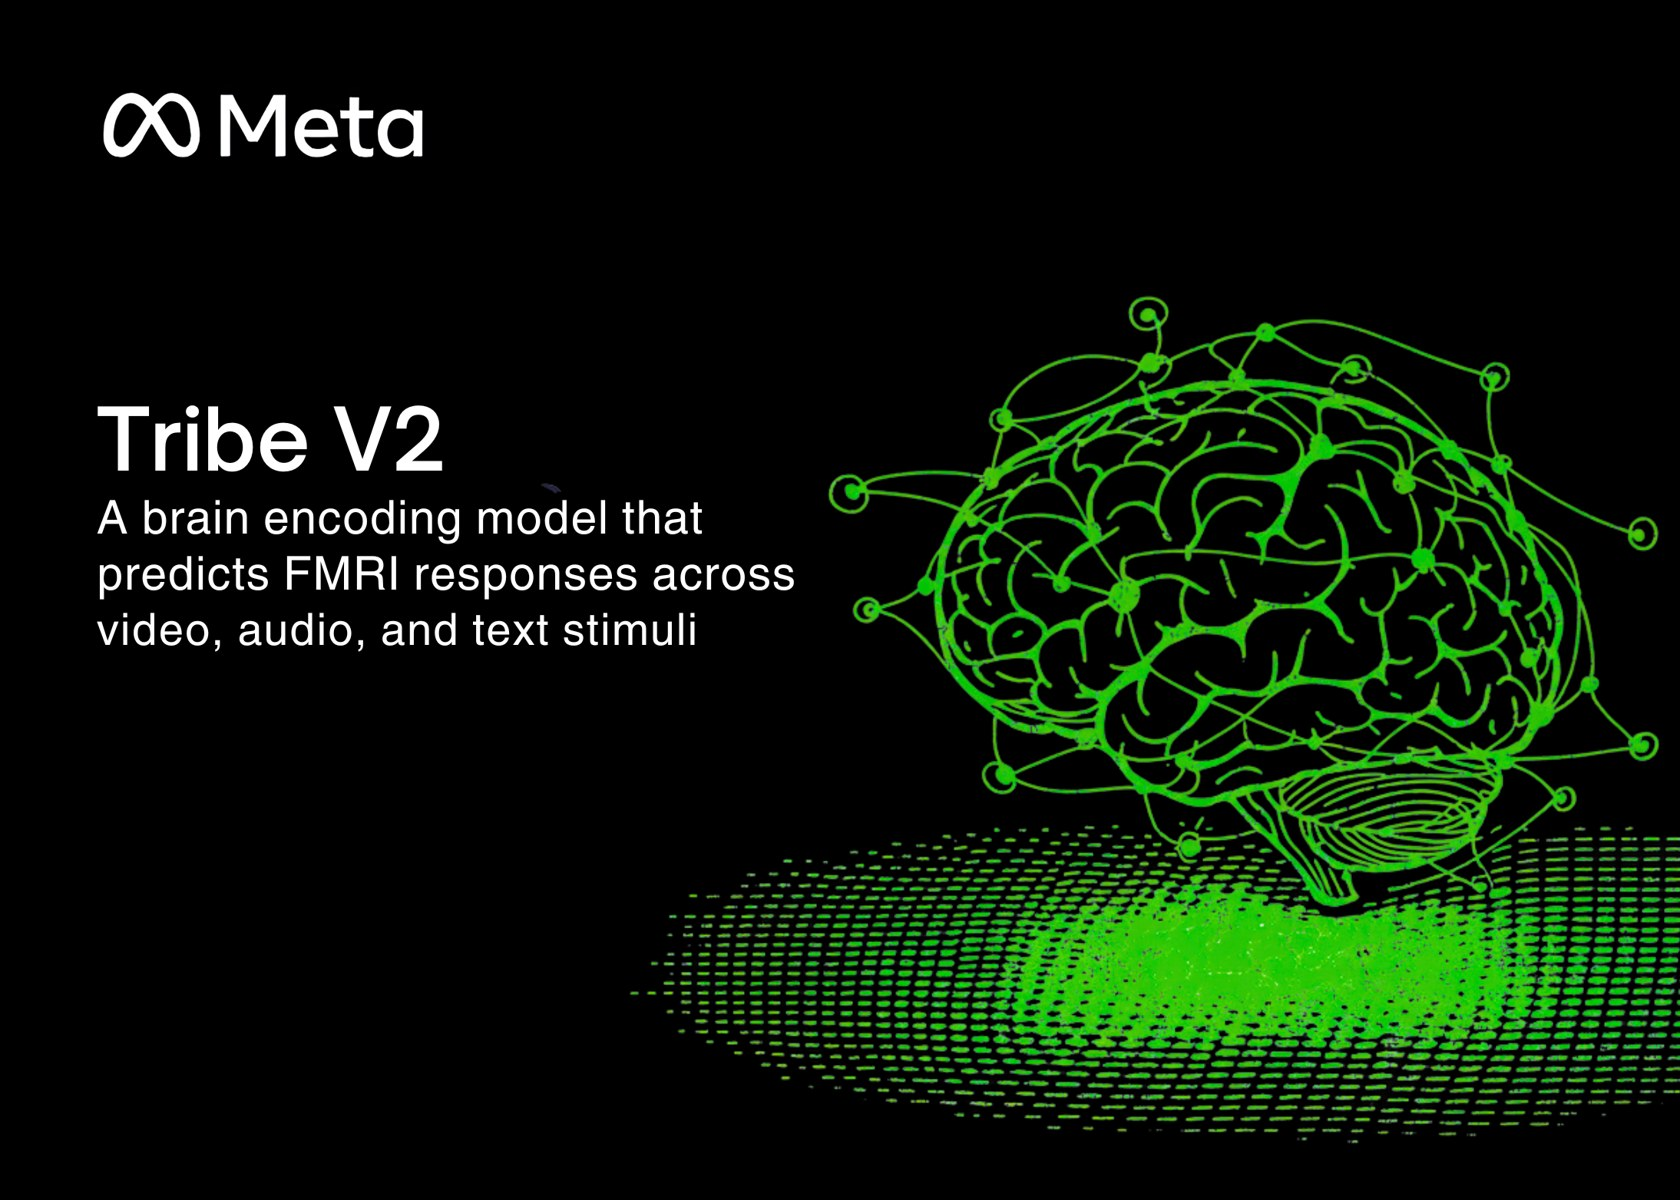 Meta
Tribe V2
A brain encoding model that
predicts FMRI responses across
video, audio, and text stimuli